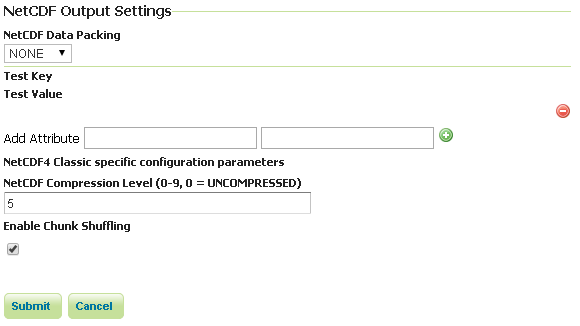 NetCDF Output Settings
NetCDF Data Packing
NONE
Test Key
Test Value
Add Attribute
NetCDF4 Classic specific configuration parameters
NetCDF Compression Level (0-9, 0 = UNCOMPRESSED)
5
Enable Chunk Shuffling
Submit Cancel